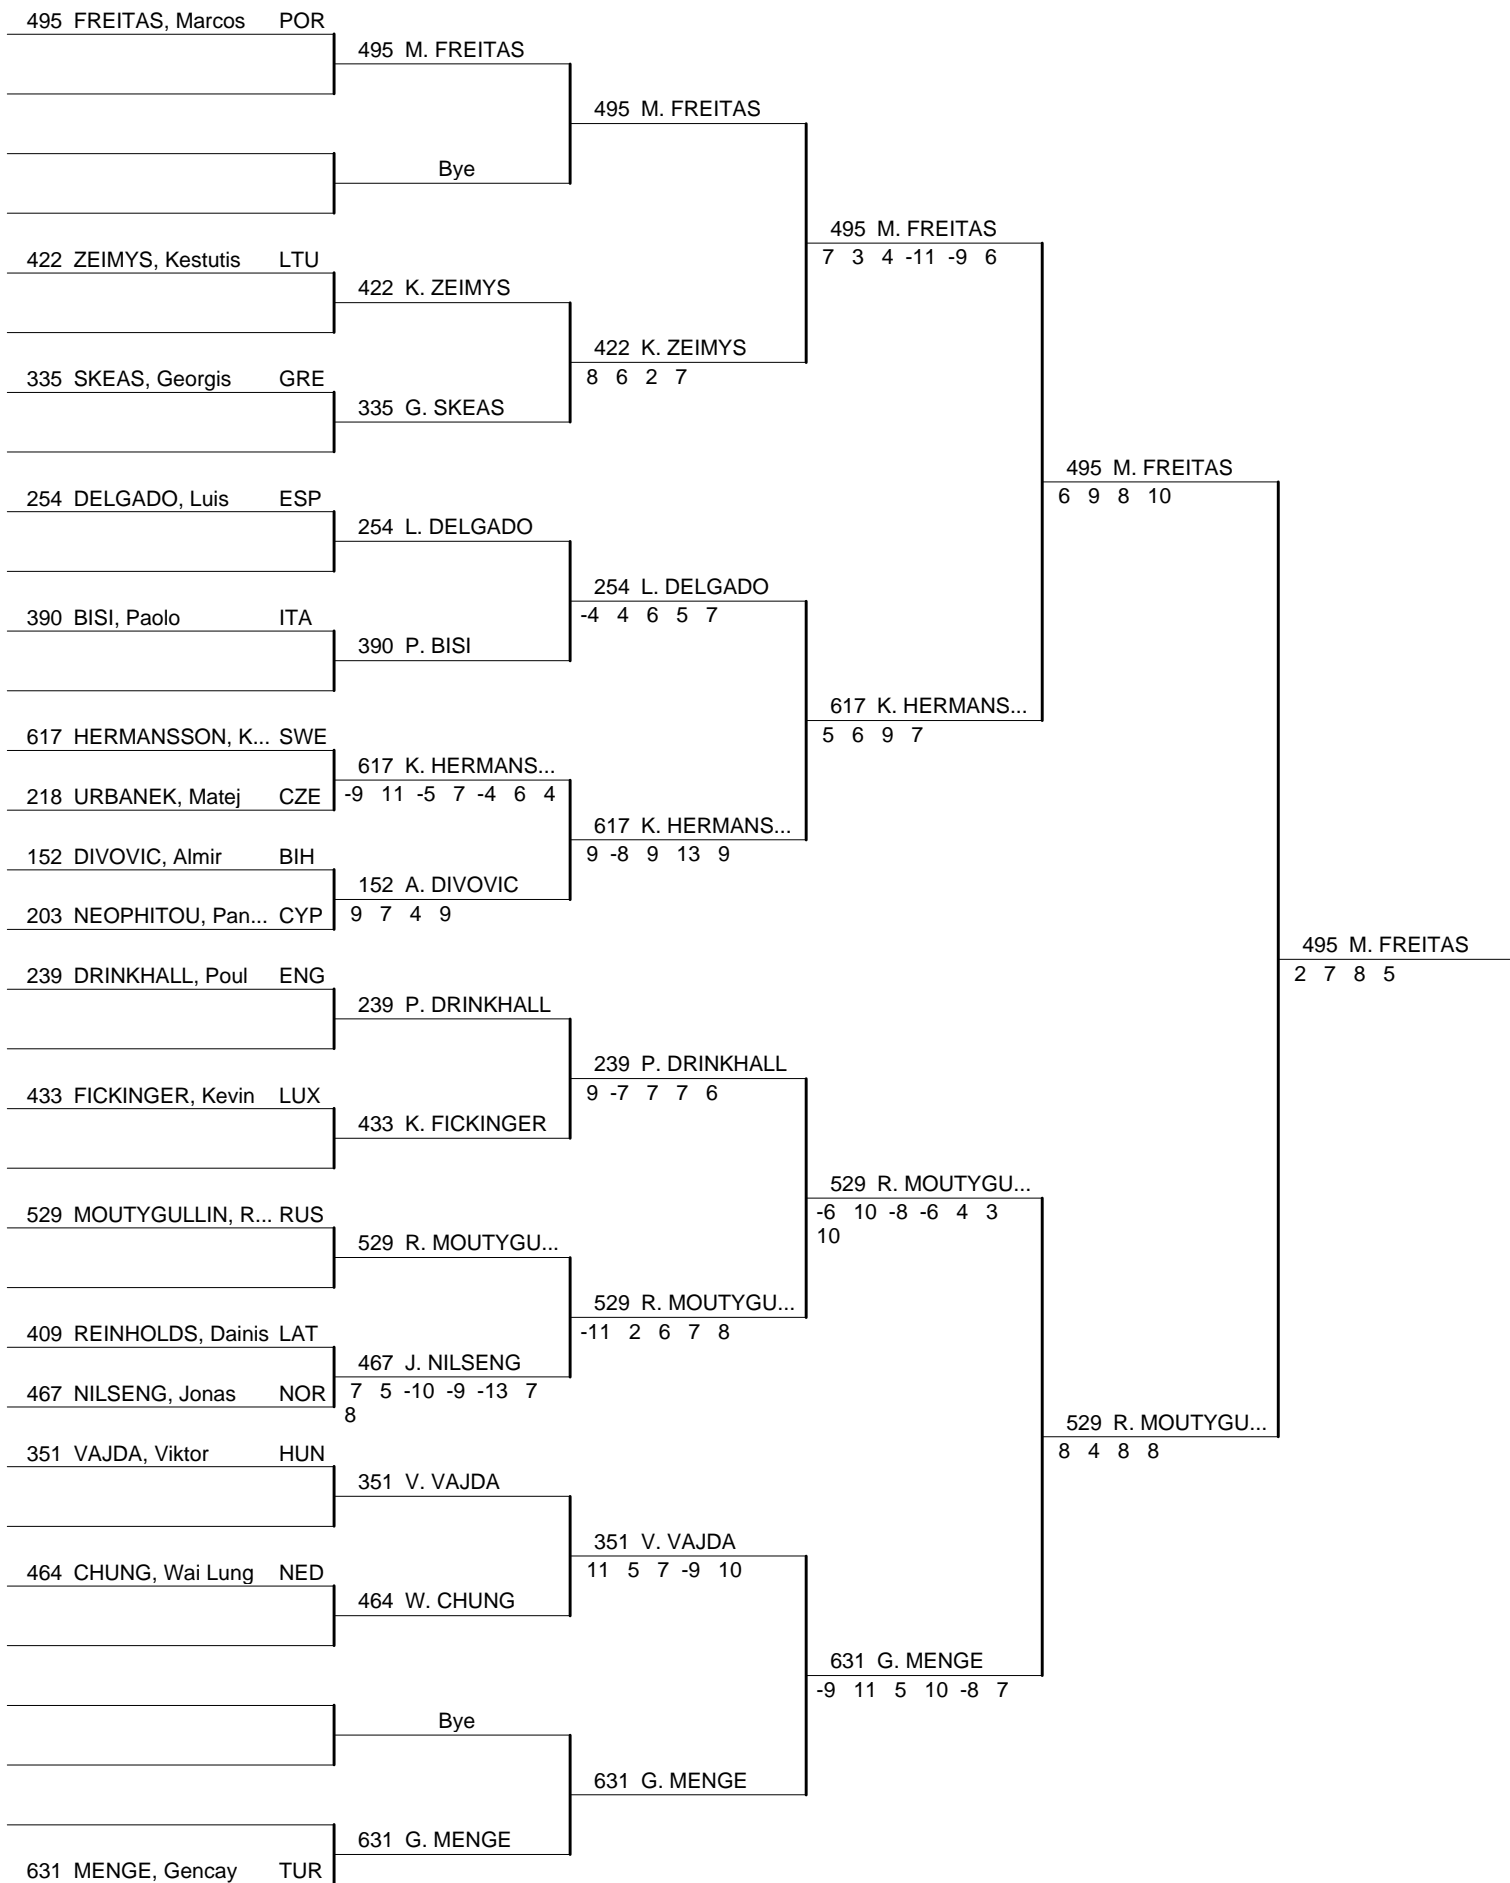 495 FREITAS, Marcos POR
495 M. FREITAS
495 M. FREITAS
Bye
495 M. FREITAS
7 3 4 -11 -9 6
422 ZEIMYS, Kestutis LTU
422 K. ZEIMYS
422 K. ZEIMYS
8 6 2 7
335 SKEAS, Georgis GRE
335 G. SKEAS
495 M. FREITAS
6 9 8 10
254 DELGADO, Luis ESP
254 L. DELGADO
254 L. DELGADO
-4 4 6 5 7
390 BISI, Paolo ITA
390 P. BISI
617 K. HERMANS...
5 6 9 7
617 HERMANSSON, K... SWE
617 K. HERMANS...
-9 11 -5 7 -4 6 4
218 URBANEK, Matej CZE
617 K. HERMANS...
9 -8 9 13 9
152 DIVOVIC, Almir BIH
152 A. DIVOVIC
9 7 4 9
203 NEOPHITOU, Pan... CYP
495 M. FREITAS
2 7 8 5
239 DRINKHALL, Poul ENG
239 P. DRINKHALL
239 P. DRINKHALL
9 -7 7 7 6
433 FICKINGER, Kevin LUX
433 K. FICKINGER
529 R. MOUTYGU...
-6 10 -8 -6 4 3
10
529 MOUTYGULLIN, R... RUS
529 R. MOUTYGU...
529 R. MOUTYGU...
-11 2 6 7 8
409 REINHOLDS, Dainis LAT
467 J. NILSENG
7 5 -10 -9 -13 7
8
467 NILSENG, Jonas NOR
529 R. MOUTYGU...
8 4 8 8
351 VAJDA, Viktor HUN
351 V. VAJDA
351 V. VAJDA
11 5 7 -9 10
464 CHUNG, Wai Lung NED
464 W. CHUNG
631 G. MENGE
-9 11 5 10 -8 7
Bye
631 G. MENGE
631 G. MENGE
631 MENGE, Gencay TUR